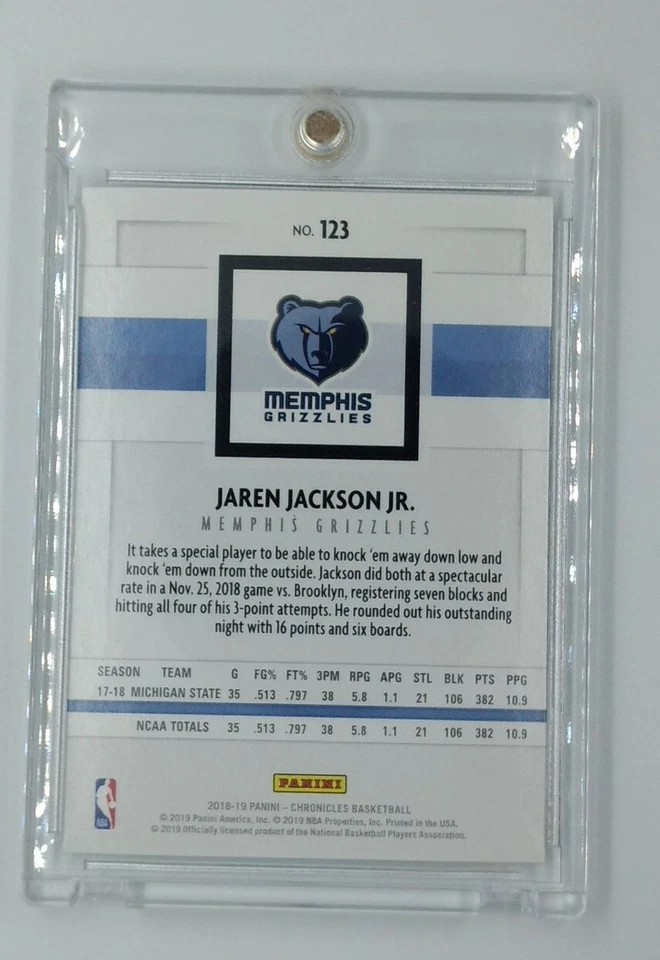 NO. 123
MEMPHIS
GRIZZLIES
JAREN JACKSON JR.
MEMPHIS GRIZZLIES
It takes a special player to be able to knock 'em away down low and
knock 'em down from the outside. Jackson did both at a spectacular
rate in a Nov. 25, 2018 game vs. Brooklyn, registering seven blocks and
hitting all four of his 3-point attempts. He rounded out his outstanding
night with 16 points and six boards.
SEASON TEAM G FG% FT% 3PM RPG APG STL BLK PTS PPG
17-18 MICHIGAN STATE 35 .513 .797 38 5.8 1.1 21 106 382 10.9
NCAA TOTALS 35 .513 .797 38 5.8 1.1 21 106 382 10.9
PANINI
NBA
2018-19 PANINI – CHRONICLES BASKETBALL
© 2019 Panini America, Inc. © 2019 NBA Properties, Inc. Printed in the USA.
© 2019 Officially licensed product of the National Basketball Players Association.